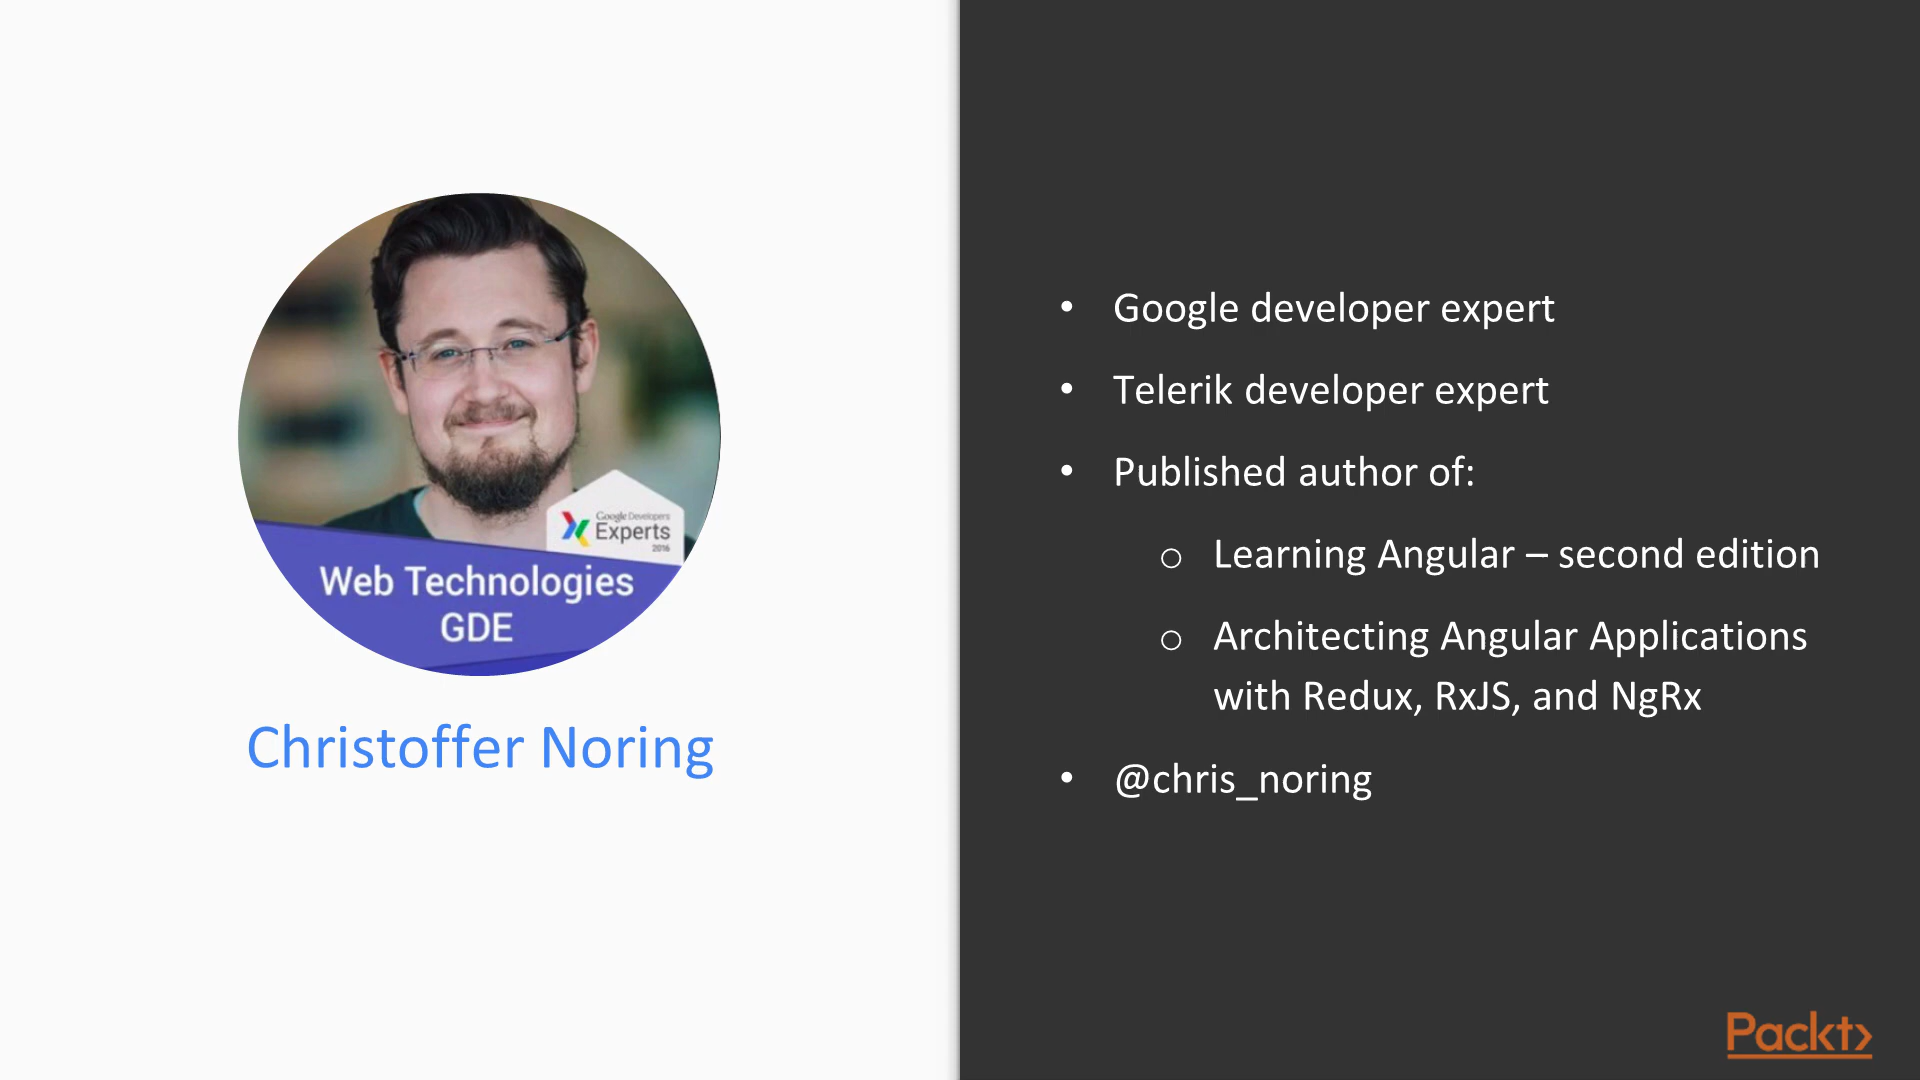 Google Developers
Experts
2016
Web Technologies
GDE
Christoffer Noring
• Google developer expert
• Telerik developer expert
• Published author of:
o Learning Angular – second edition
o Architecting Angular Applications
with Redux, RxJS, and NgRx
• @chris_noring
Packt>